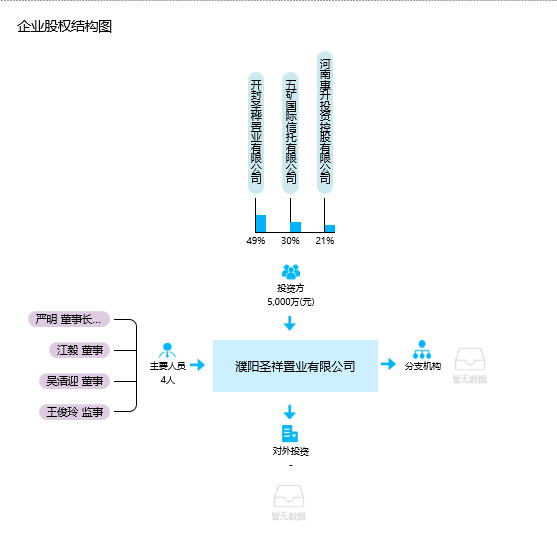 企业股权结构图
开封圣桦置业有限公司
五矿国际信托有限公司
河南惠升投资控股有限公司
49%
30%
21%
投资方
5,000万(元)
严明 董事长...
江毅 董事
吴酒迎 董事
王俊玲 监事
主要人员
4人
濮阳圣祥置业有限公司
分支机构
暂无数据
对外投资
-
暂无数据